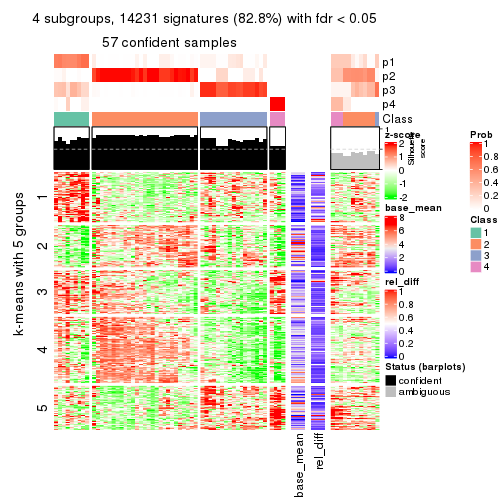 4 subgroups, 14231 signatures (82.8%) with fdr < 0.05
57 confident samples
p1
p2
p3
p4
Class
1
Silhouette
score
k-means with 5 groups
1
2
3
4
5
base_mean
rel_diff
z-score
2
1
0
-1
-2
base_mean
8
6
4
2
0
rel_diff
1
0.8
0.6
0.4
0.2
0
Status (barplots)
confident
ambiguous
Prob
1
0.8
0.6
0.4
0.2
0
Class
1
2
3
4